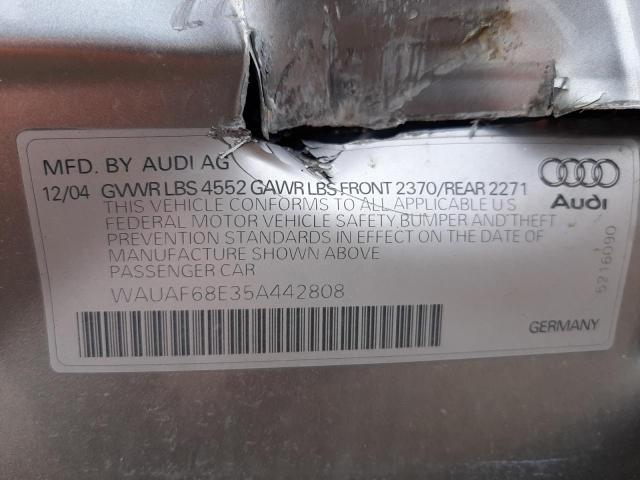 MFD. BY AUDI AG
12/04 GVWR LBS 4552 GAWR LBS FRONT 2370/REAR 2271
THIS VEHICLE CONFORMS TO ALL APPLICABLE U S
FEDERAL MOTOR VEHICLE SAFETY, BUMPER AND THEFT
PREVENTION STANDARDS IN EFFECT ON THE DATE OF
MANUFACTURE SHOWN ABOVE
PASSENGER CAR
WAUAF68E35A442808
Audi
5216090
GERMANY